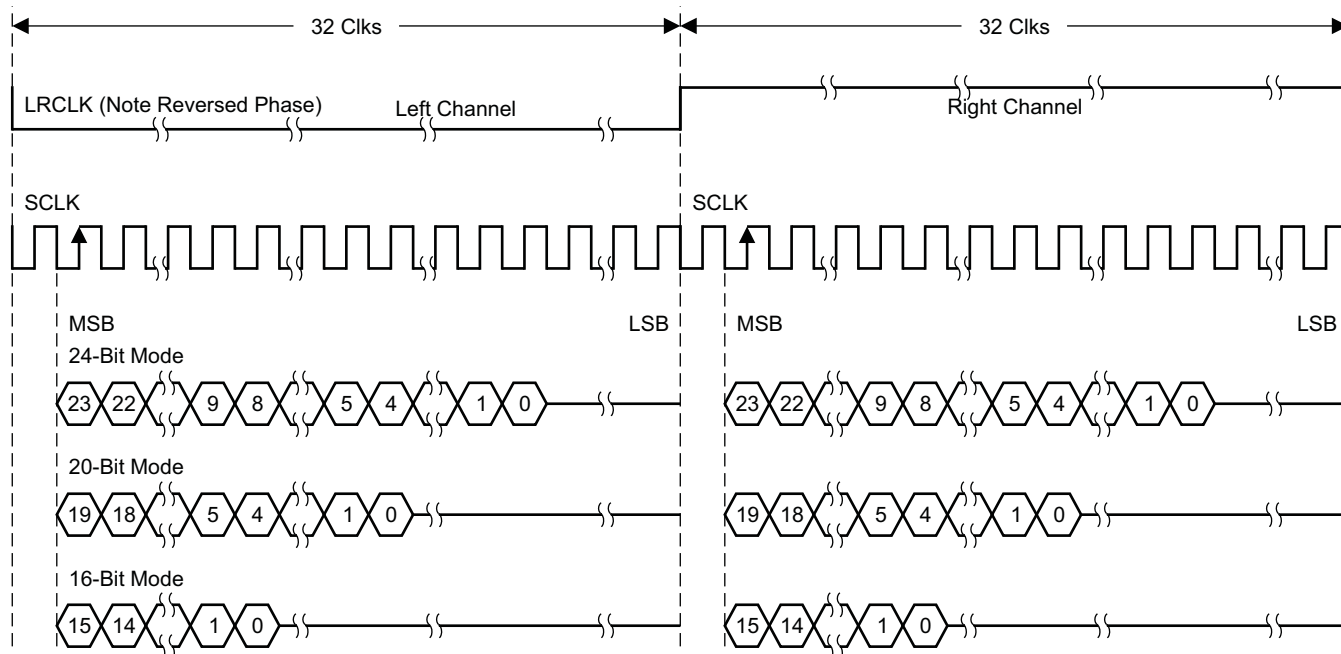 32 Clks 32 Clks
LRCLK (Note Reversed Phase) Left Channel Right Channel
SCLK SCLK
MSB LSB MSB LSB
24-Bit Mode
23 22 9 8 5 4 1 0 23 22 9 8 5 4 1 0
20-Bit Mode
19 18 5 4 1 0 19 18 5 4 1 0
16-Bit Mode
15 14 1 0 15 14 1 0